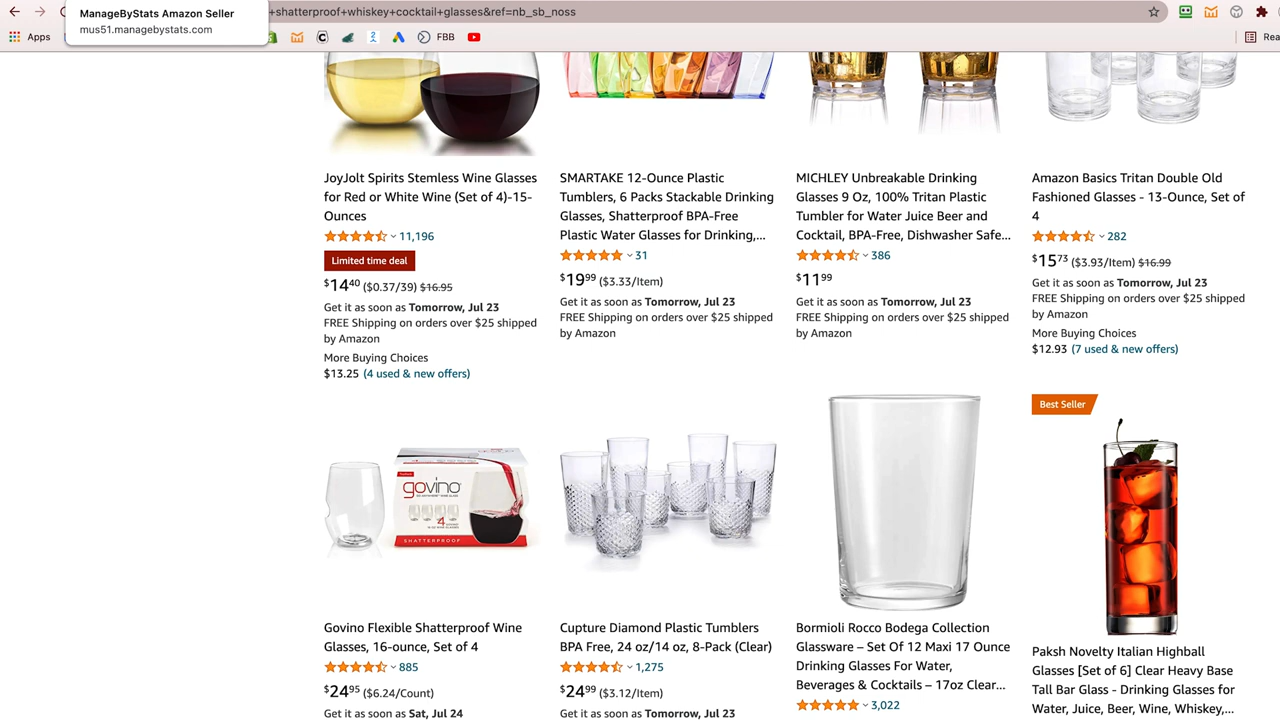 ManageByStats Amazon Seller
mus51.managebystats.com
+shatterproof+whiskey+cocktail+glasses&ref=nb_sb_noss
Apps
FBB
Rea
JoyJolt Spirits Stemless Wine Glasses
for Red or White Wine (Set of 4)-15-
Ounces
11,196
Limited time deal
$14.40 ($0.37/39) $16.95
Get it as soon as Tomorrow, Jul 23
FREE Shipping on orders over $25 shipped
by Amazon
More Buying Choices
$13.25 (4 used & new offers)
SMARTAKE 12-Ounce Plastic
Tumblers, 6 Packs Stackable Drinking
Glasses, Shatterproof BPA-Free
Plastic Water Glasses for Drinking,...
31
$19.99 ($3.33/Item)
Get it as soon as Tomorrow, Jul 23
FREE Shipping on orders over $25 shipped
by Amazon
MICHLEY Unbreakable Drinking
Glasses 9 Oz, 100% Tritan Plastic
Tumbler for Water Juice Beer and
Cocktail, BPA-Free, Dishwasher Safe...
386
$11.99
Get it as soon as Tomorrow, Jul 23
FREE Shipping on orders over $25 shipped
by Amazon
Amazon Basics Tritan Double Old
Fashioned Glasses - 13-Ounce, Set of
4
282
$15.73 ($3.93/Item) $16.99
Get it as soon as Tomorrow, Jul 23
FREE Shipping on orders over $25 shipped
by Amazon
More Buying Choices
$12.93 (7 used & new offers)
govino
4
SHATTERPROOF
Govino Flexible Shatterproof Wine
Glasses, 16-ounce, Set of 4
885
$24.95 ($6.24/Count)
Get it as soon as Sat, Jul 24
Cupture Diamond Plastic Tumblers
BPA Free, 24 oz/14 oz, 8-Pack (Clear)
1,275
$24.99 ($3.12/Item)
Get it as soon as Tomorrow, Jul 23
Bormioli Rocco Bodega Collection
Glassware – Set Of 12 Maxi 17 Ounce
Drinking Glasses For Water,
Beverages & Cocktails – 17oz Clear...
3,022
Best Seller
Paksh Novelty Italian Highball
Glasses [Set of 6] Clear Heavy Base
Tall Bar Glass - Drinking Glasses for
Water, Juice, Beer, Wine, Whiskey,...